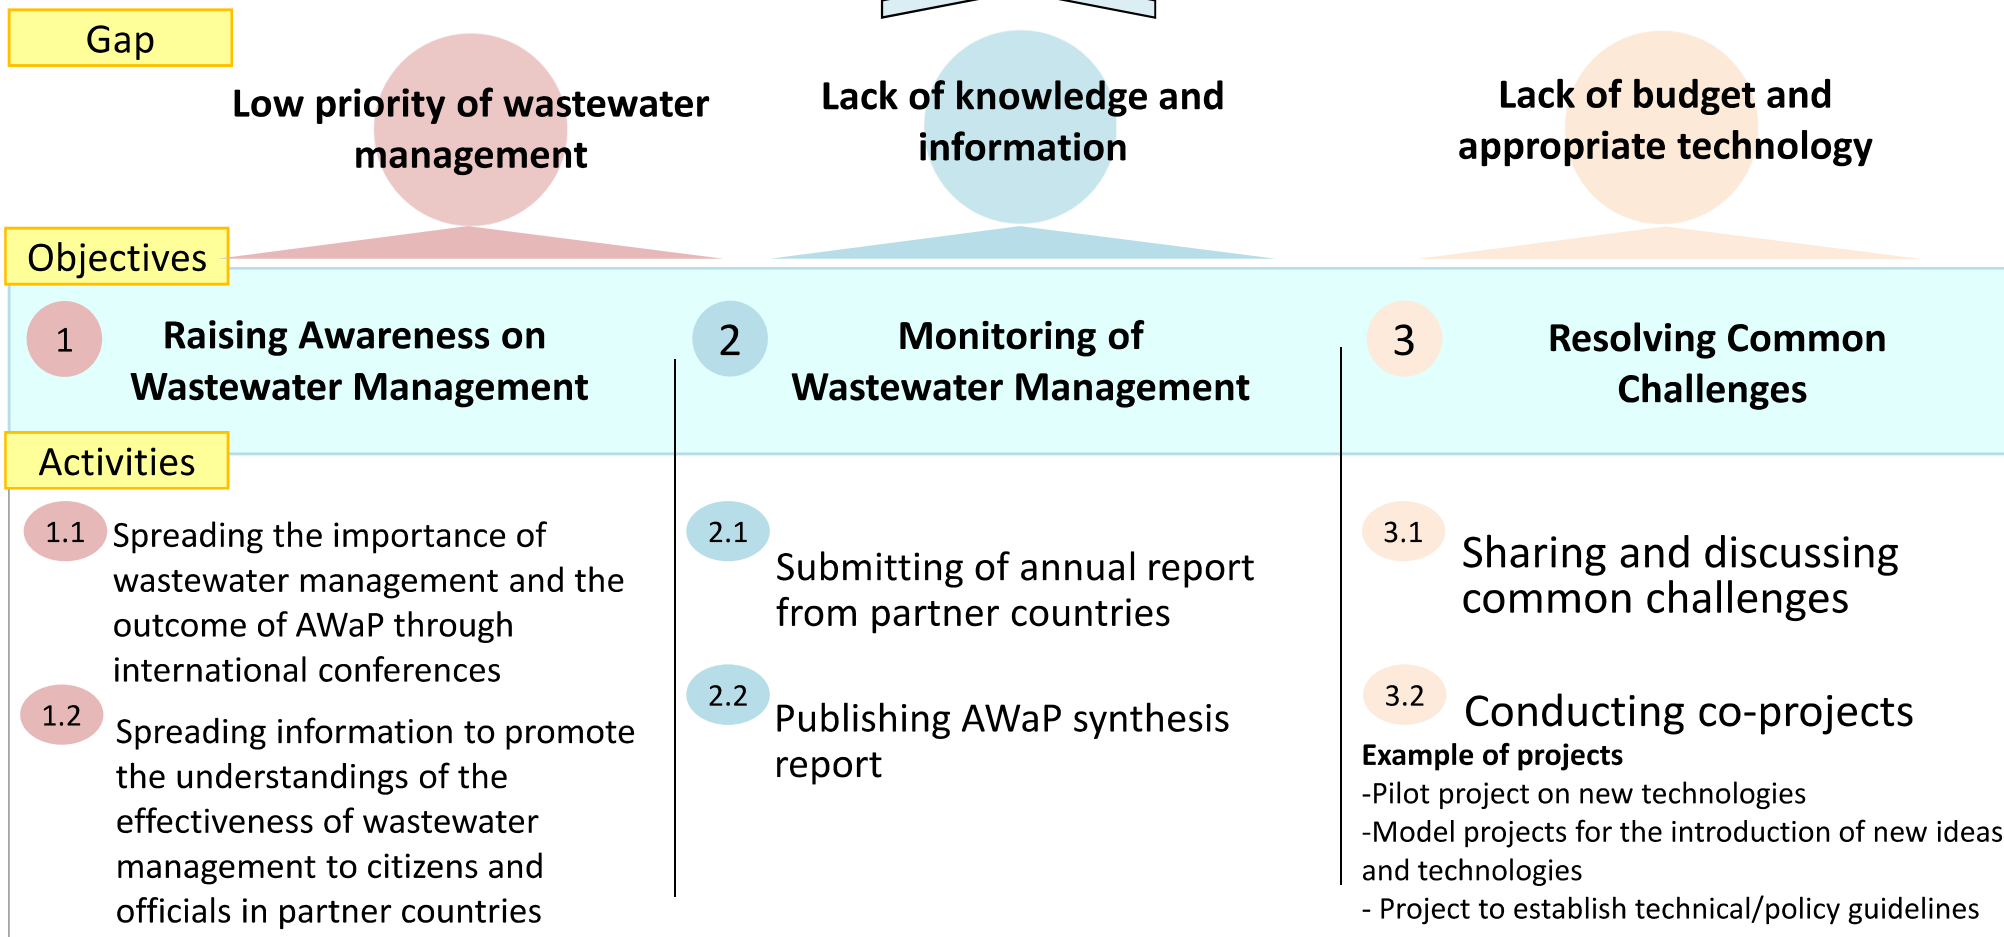 Gap
Low priority of wastewater
management
Lack of knowledge and
information
Lack of budget and
appropriate technology
Objectives
1
Raising Awareness on
Wastewater Management
2
Monitoring of
Wastewater Management
3
Resolving Common
Challenges
Activities
1.1
Spreading the importance of
wastewater management and the
outcome of AWaP through
international conferences
1.2
Spreading information to promote
the understandings of the
effectiveness of wastewater
management to citizens and
officials in partner countries
2.1
Submitting of annual report
from partner countries
2.2
Publishing AWaP synthesis
report
3.1
Sharing and discussing
common challenges
3.2
Conducting co-projects
Example of projects
-Pilot project on new technologies
-Model projects for the introduction of new ideas
and technologies
- Project to establish technical/policy guidelines